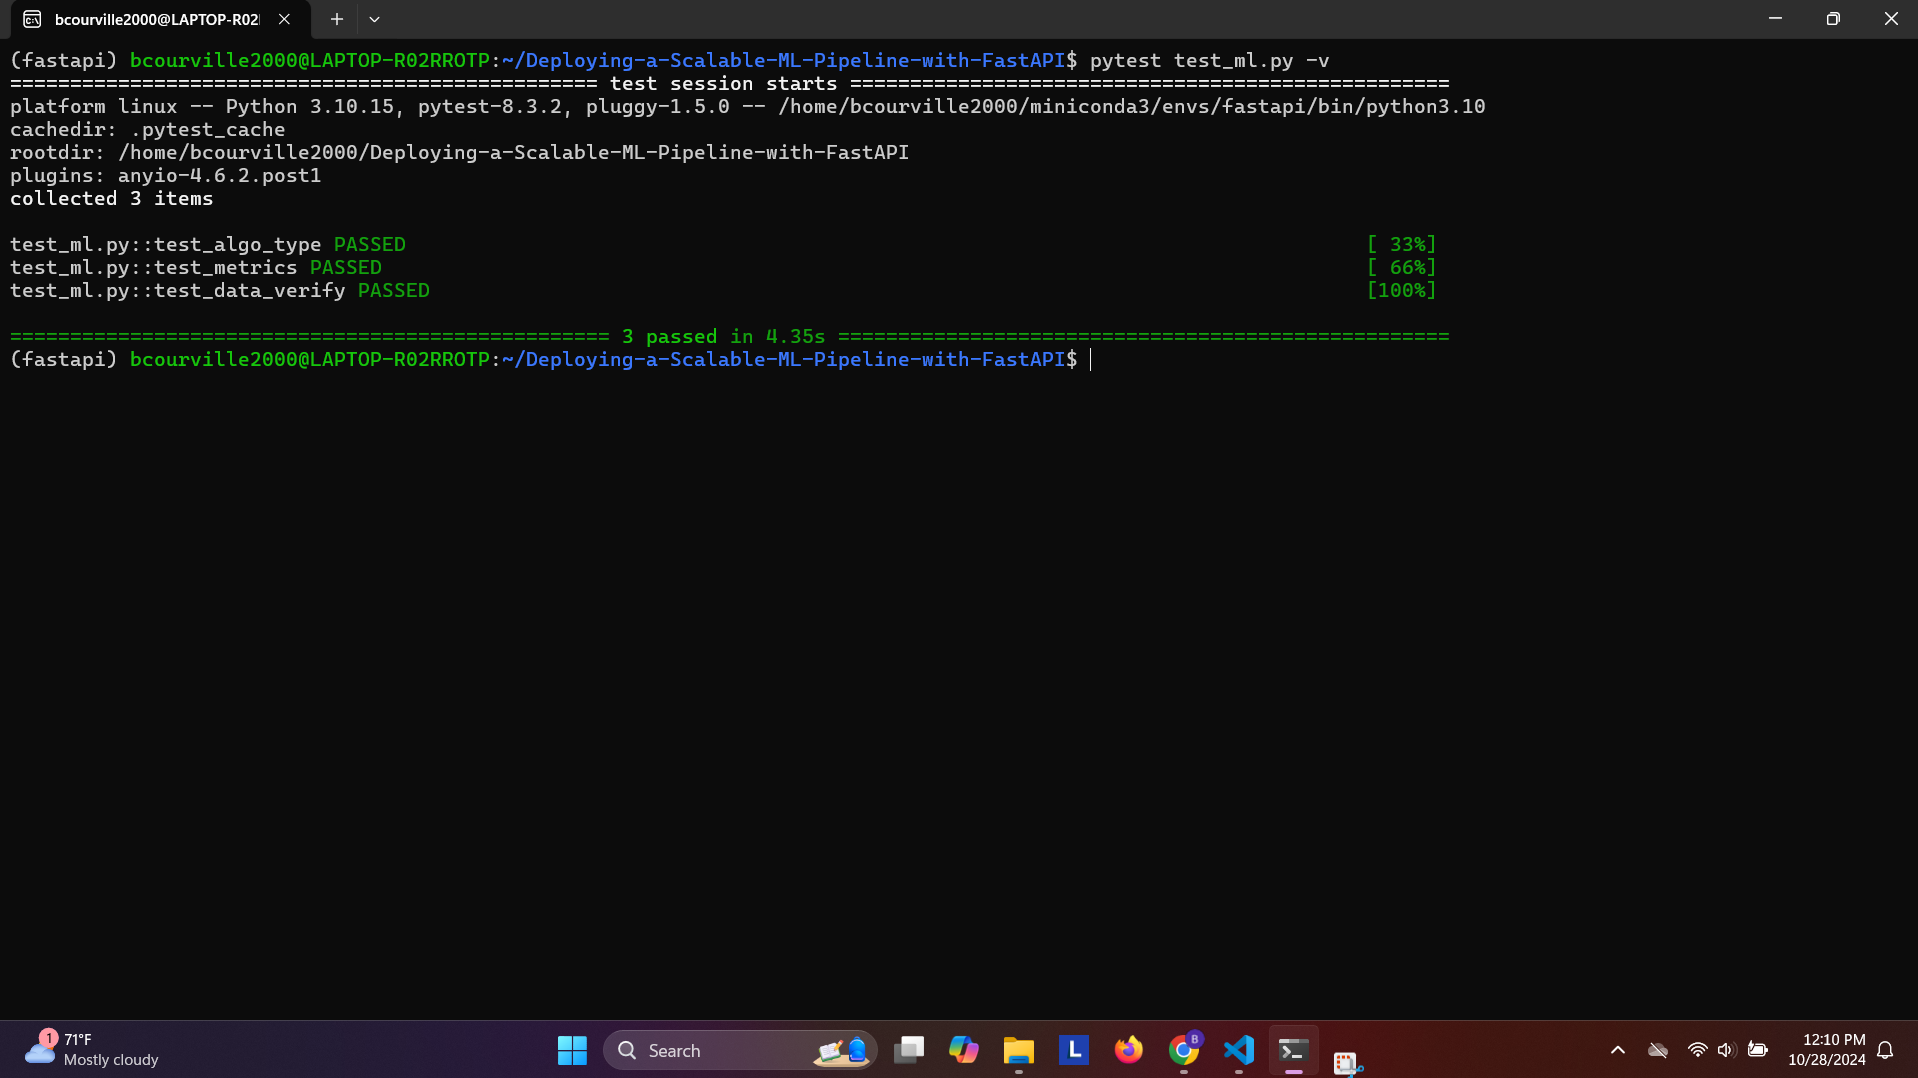 bcourville2000@LAPTOP-R02
(fastapi) bcourville2000@LAPTOP-R02RROTP:~/Deploying-a-Scalable-ML-Pipeline-with-FastAPI$ pytest test_ml.py -v
================================================= test session starts ==================================================
platform linux -- Python 3.10.15, pytest-8.3.2, pluggy-1.5.0 -- /home/bcourville2000/miniconda3/envs/fastapi/bin/python3.10
cachedir: .pytest_cache
rootdir: /home/bcourville2000/Deploying-a-Scalable-ML-Pipeline-with-FastAPI
plugins: anyio-4.6.2.post1
collected 3 items
test_ml.py::test_algo_type PASSED [ 33%]
test_ml.py::test_metrics PASSED [ 66%]
test_ml.py::test_data_verify PASSED [100%]
================================================== 3 passed in 4.35s ===================================================
(fastapi) bcourville2000@LAPTOP-R02RROTP:~/Deploying-a-Scalable-ML-Pipeline-with-FastAPI$
1
71°F
Mostly cloudy
Search
L
B
12:10 PM
10/28/2024